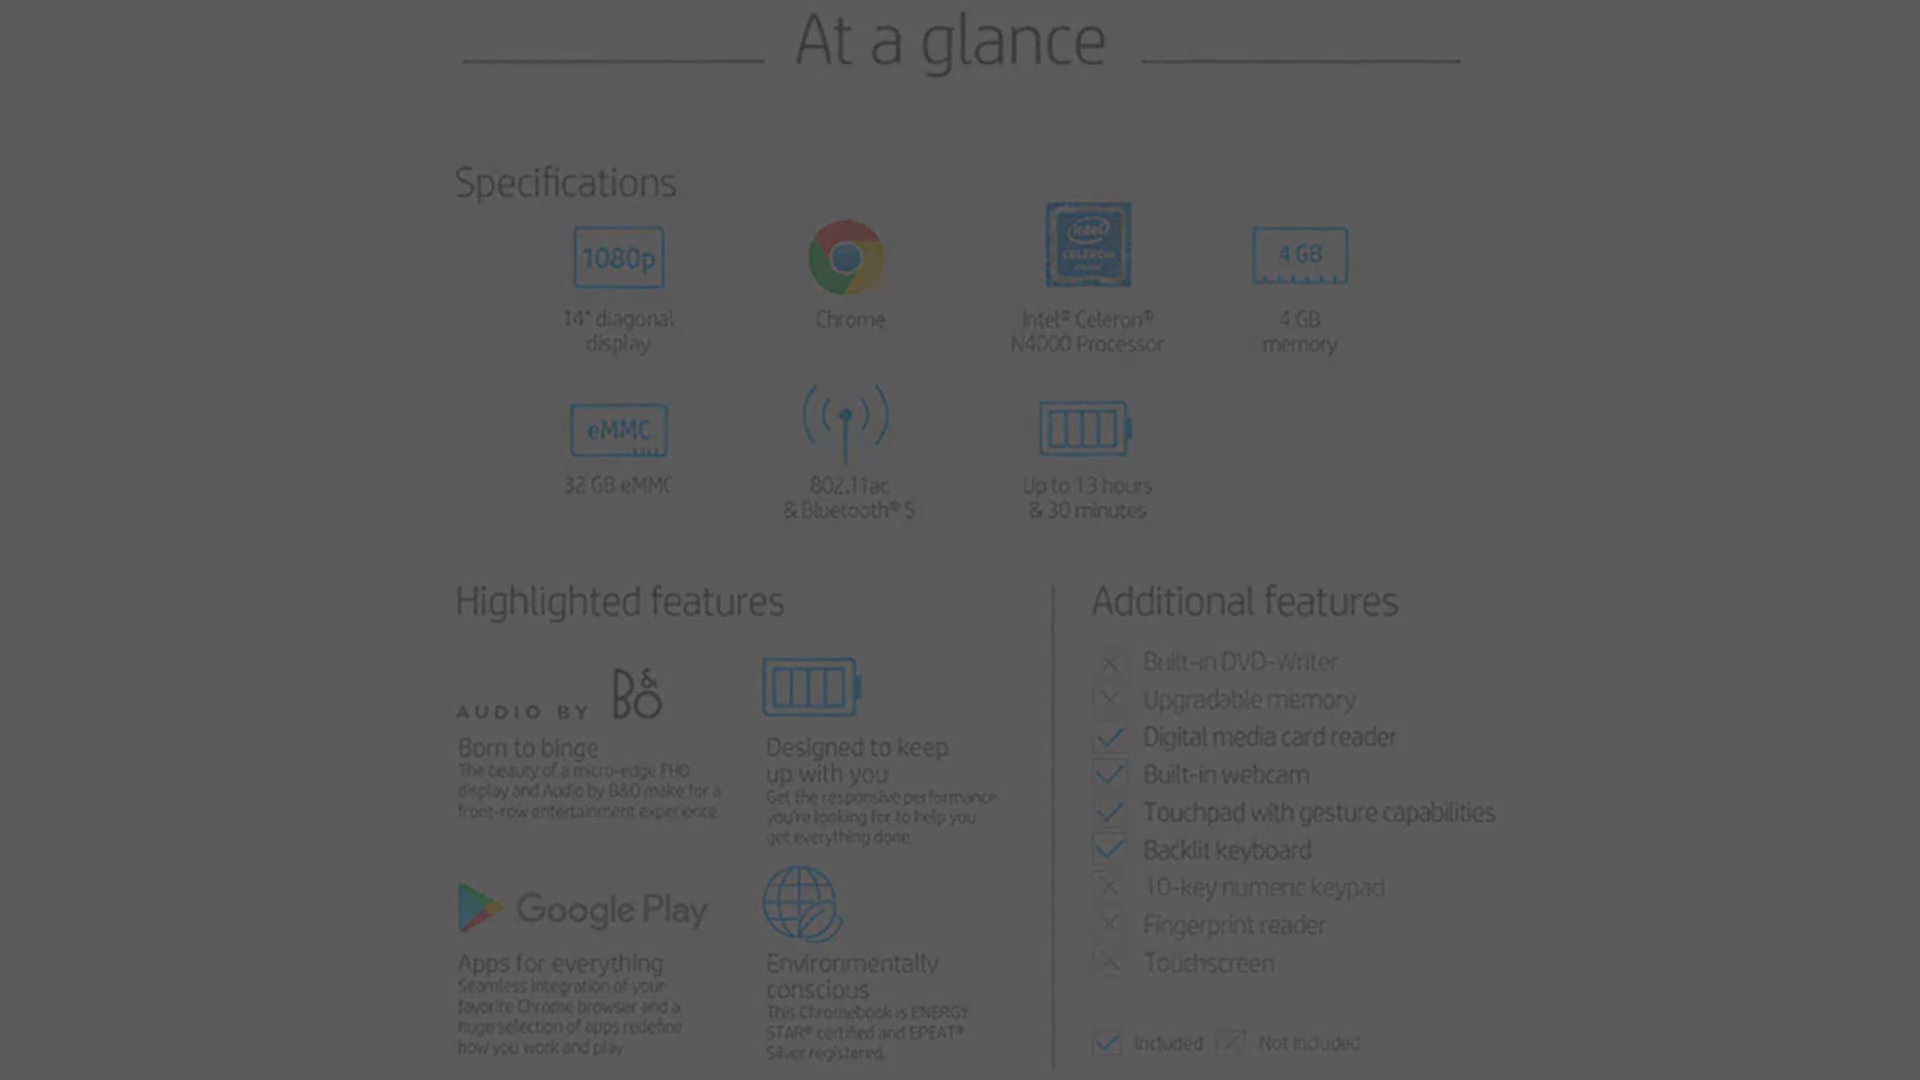 At a glance
Specifications
1080p
14" diagonal
display
Chrome
intel
CELERON
Intel® Celeron®
N4000 Processor
4 GB
4 GB
memory
eMMC
32 GB eMMC
802.11ac
& Bluetooth® 5
Up to 13 hours
& 30 minutes
Highlighted features
AUDIO BY B&O
Born to binge
The beauty of a micro-edge FHD
display and Audio by B&O make for a
front-row entertainment experience.
Designed to keep
up with you
Get the responsive performance
you're looking for to help you
get everything done.
Google Play
Apps for everything
Seamless integration of your
favorite Chrome browser and a
huge selection of apps redefine
how you work and play.
Environmentally
conscious
This Chromebook is ENERGY
STAR® certified and EPEAT®
Silver registered.
Additional features
Built-in DVD-Writer
Upgradable memory
Digital media card reader
Built-in webcam
Touchpad with gesture capabilities
Backlit keyboard
10-key numeric keypad
Fingerprint reader
Touchscreen
Included
Not included